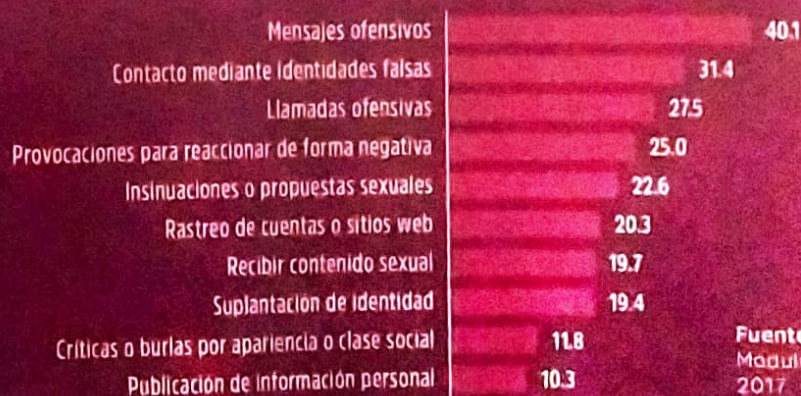 Mensajes ofensivos 40.1
Contacto mediante identidades falsas 31.4
Llamadas ofensivas 27.5
Provocaciones para reaccionar de forma negativa 25.0
Insinuaciones o propuestas sexuales 22.6
Rastreo de cuentas o sitios web 20.3
Recibir contenido sexual 19.7
Suplantación de identidad 19.4
Críticas o burlas por apariencia o clase social 11.8
Publicación de información personal 10.3
Fuente
Modul
2017